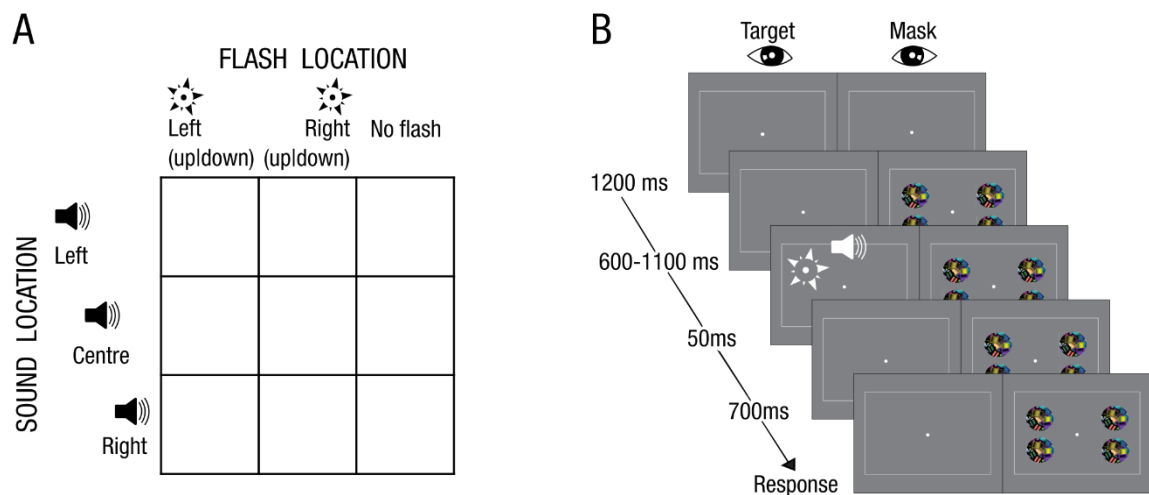 A
FLASH LOCATION
Left
(up|down)
Right
(up|down)
No flash
SOUND LOCATION
Left
Centre
Right
B
Target
Mask
1200 ms
600-1100 ms
50ms
700ms
Response